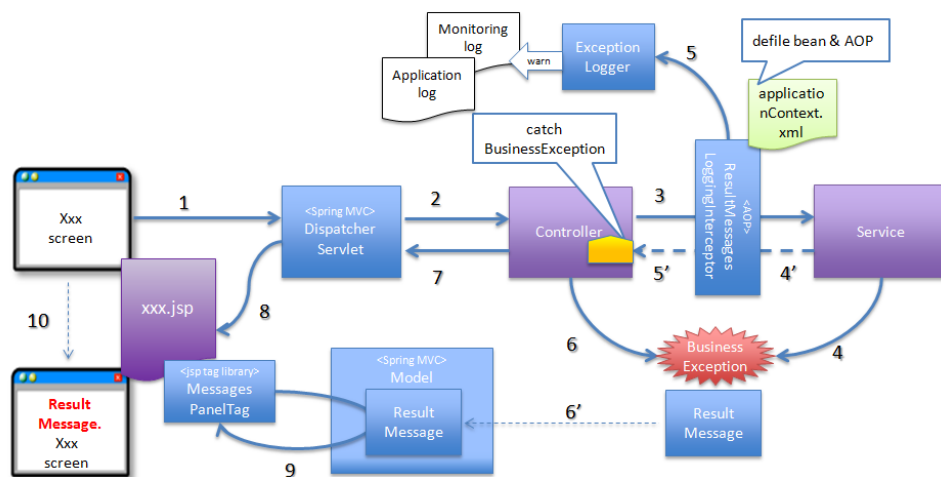 Monitoring
log
Application
log
warn
Exception
Logger
5
defile bean & AOP
applicatio
nContext.
xml
catch
BusinessException
Xxx
screen
1
<Spring MVC>
Dispatcher
Servlet
2
7
Controller
3
5'
<AOP>
ResultMessages
LoggingInterceptor
4'
Service
xxx.jsp
8
10
6
Business
Exception
4
<jsp tag library>
Messages
PanelTag
<Spring MVC>
Model
Result
Message
6'
Result
Message
9
Result
Message.
Xxx
screen